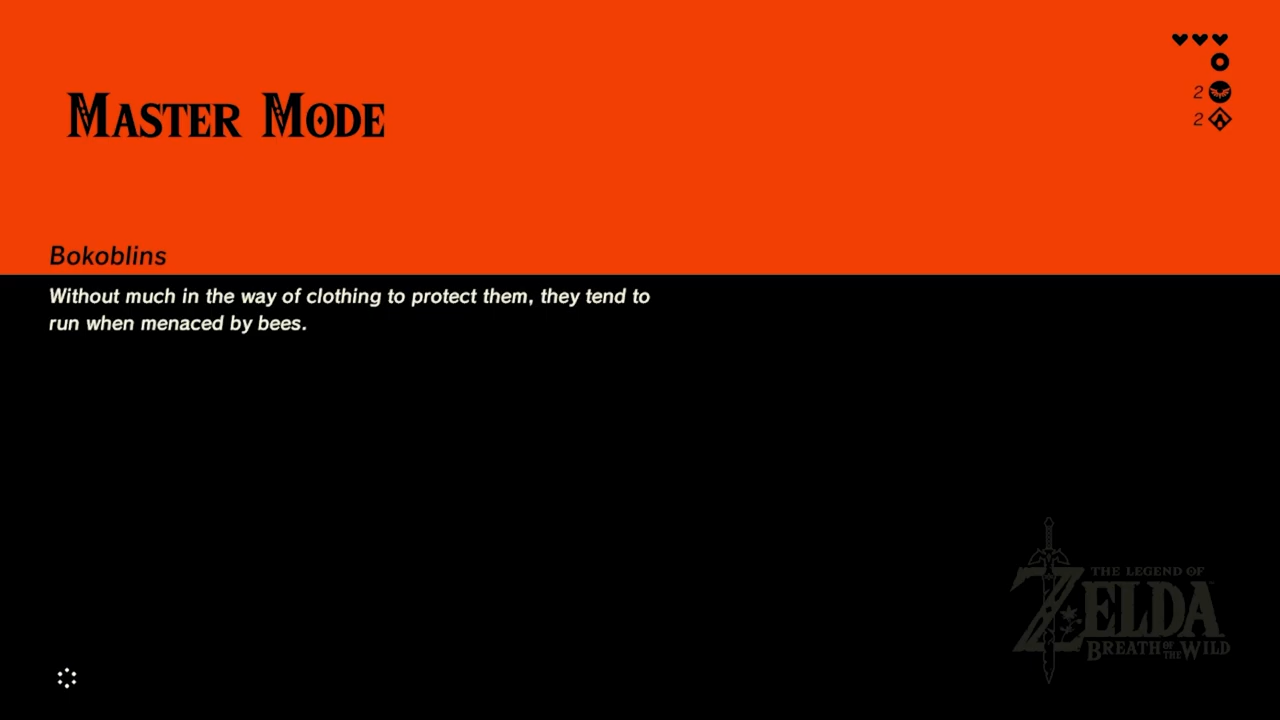 Master Mode
2
2
Bokoblins
Without much in the way of clothing to protect them, they tend to
run when menaced by bees.
THE LEGEND OF
ZELDA
BREATH OF THE WILD